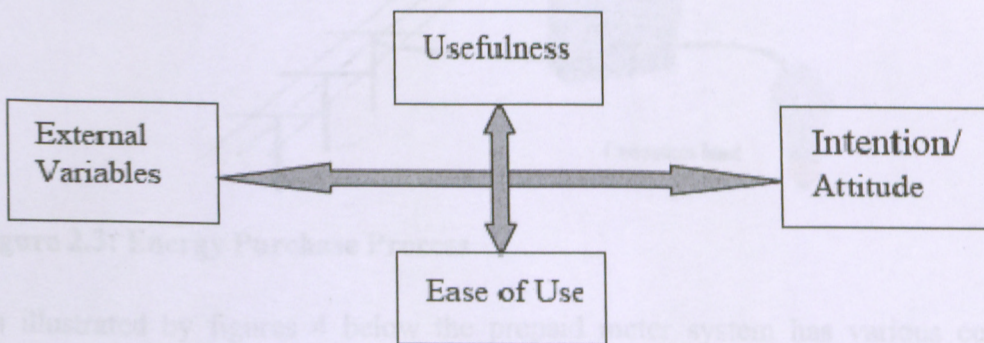 Usefulness
External
Variables
Intention/
Attitude
Ease of Use
Figure 2.3: Energy Purchase Process
illustrated by figures 4 below the prepaid meter system has various